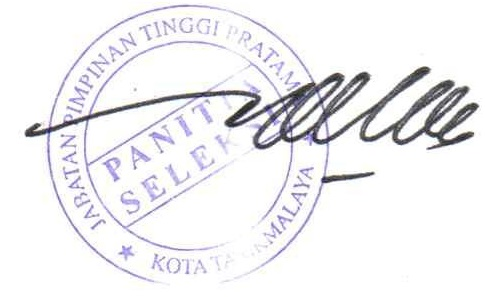 JABATAN PIMPINAN TINGGI PRATAMA
PANITIA
SELEKSI
KOTA TASIKMALAYA